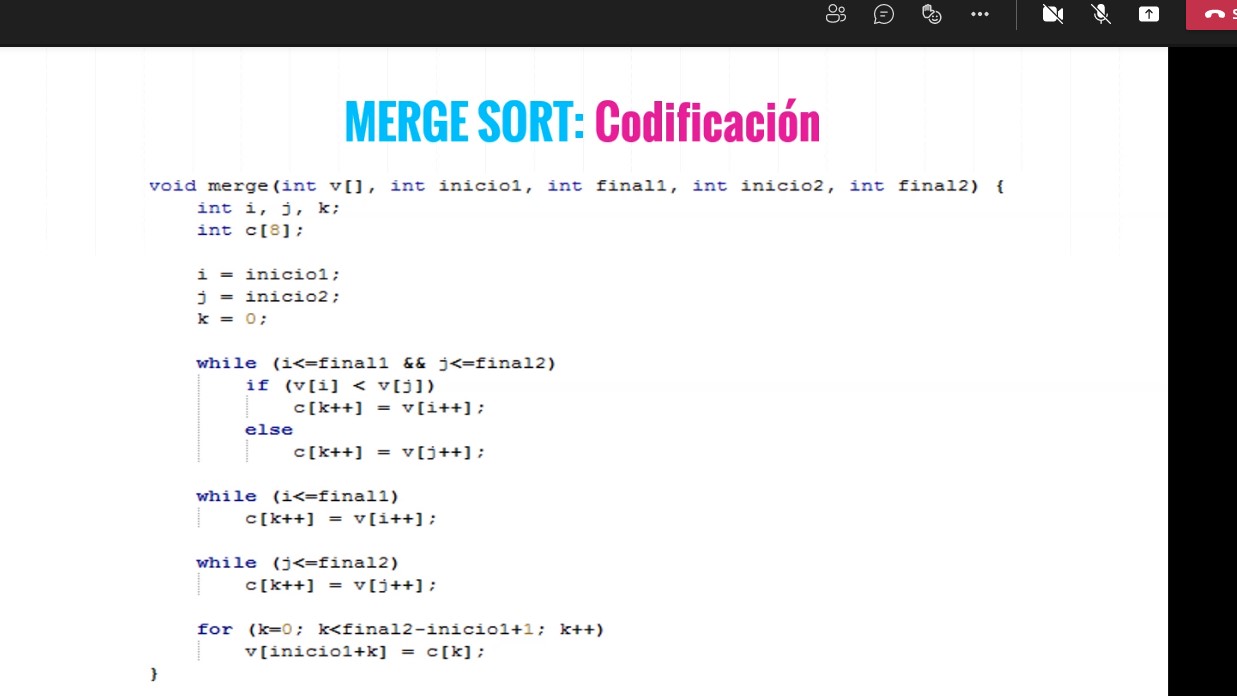 MERGE SORT: Codificación
void merge(int v[], int inicio1, int final1, int inicio2, int final2) {
    int i, j, k;
    int c[8];
    i = inicio1;
    j = inicio2;
    k = 0;
    while (i<=final1 && j<=final2)
        if (v[i] < v[j])
            c[k++] = v[i++];
        else
            c[k++] = v[j++];
    while (i<=final1)
        c[k++] = v[i++];
    while (j<=final2)
        c[k++] = v[j++];
    for (k=0; k<final2-inicio1+1; k++)
        v[inicio1+k] = c[k];
}